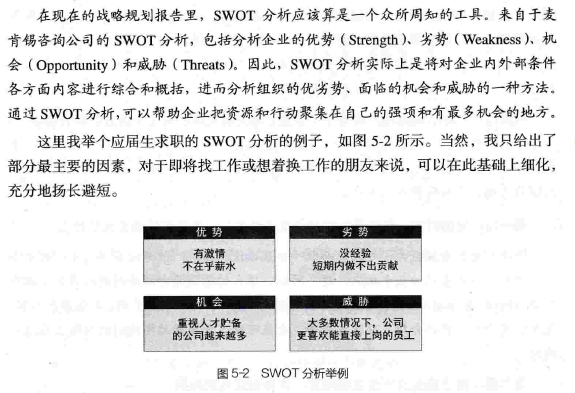 在现在的战略规划报告里，SWOT 分析应该算是一个众所周知的工具。来自于麦
肯锡咨询公司的 SWOT 分析，包括分析企业的优势（Strength）、劣势（Weakness）、机
会（Opportunity）和威胁（Threats）。因此，SWOT 分析实际上是将对企业内外部条件
各方面内容进行综合和概括，进而分析组织的优劣势、面临的机会和威胁的一种方法。
通过 SWOT 分析，可以帮助企业把资源和行动聚集在自己的强项和有最多机会的地方。
这里我举个应届生求职的 SWOT 分析的例子，如图 5-2 所示。当然，我只给出了
部分最主要的因素，对于即将找工作或想着换工作的朋友来说，可以在此基础上细化，
充分地扬长避短。
优 势
有激情
不在乎薪水
劣 势
没经验
短期内做不出贡献
机 会
重视人才贮备
的公司越来越多
威 胁
大多数情况下，公司
更喜欢能直接上岗的员工
图 5-2 SWOT 分析举例